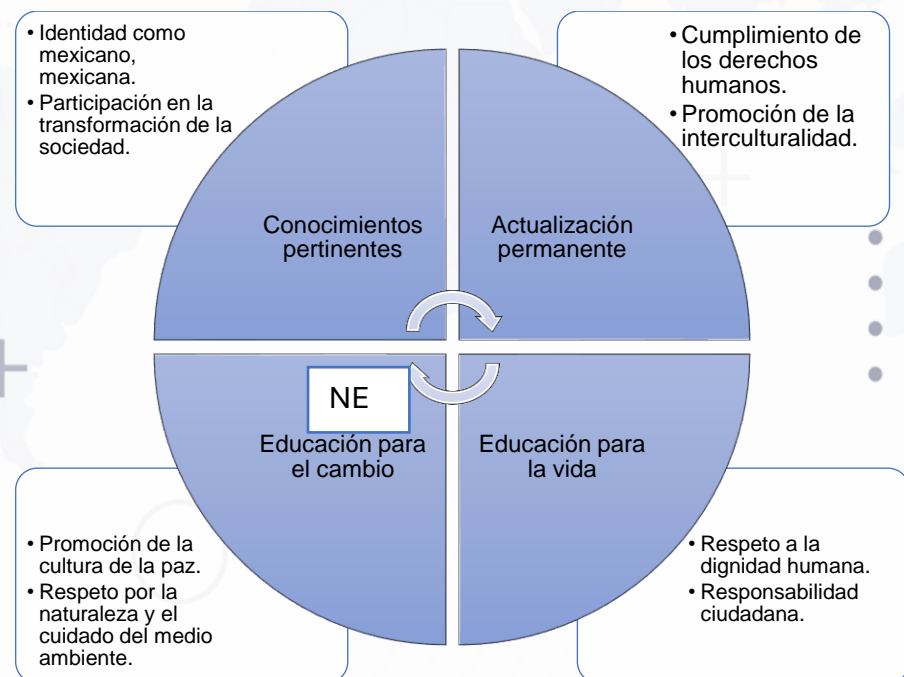 • Identidad como
mexicano,
mexicana.
• Participación en la
transformación de la
sociedad.
• Cumplimiento de
los derechos
humanos.
• Promoción de la
interculturalidad.
Conocimientos
pertinentes
Actualización
permanente
NE
Educación para
el cambio
Educación para
la vida
• Promoción de la
cultura de la paz.
• Respeto por la
naturaleza y el
cuidado del medio
ambiente.
• Respeto a la
dignidad humana.
• Responsabilidad
ciudadana.